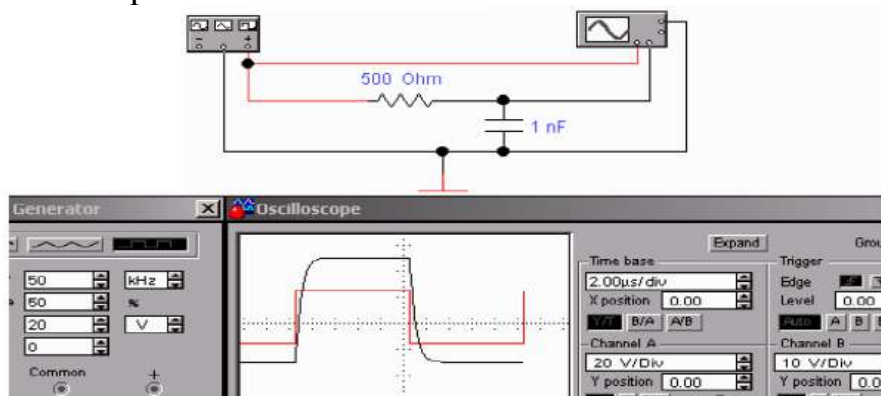 500 Ohm
1 nF
Generator
Oscilloscope
Expand
Time base
Trigger
50 kHz
2.00µs/div
Edge
50 %
X position 0.00
Level 0.00
20 V
Y/T B/A A/B
Auto A B
0
Channel A
Channel B
Common +
20 V/Div
10 V/Div
Y position 0.00
Y position